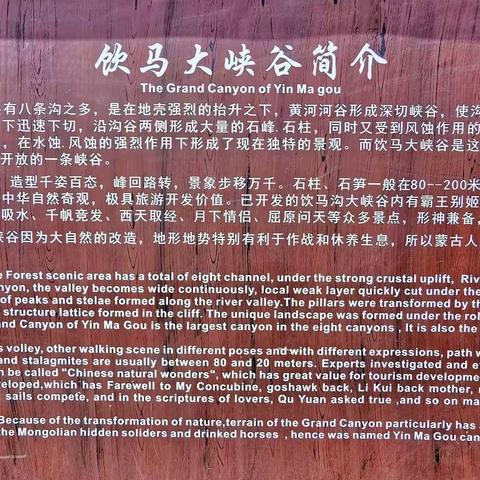 饮马大峡谷简介
The Grand Canyon of Yin Ma gou
有八条沟之多，是在地壳强烈的抬升之下，黄河河谷形成深切峡谷，使沟
下迅速下切，沿沟谷两侧形成大量的石峰.石柱，同时又受到风蚀作用的
，在水蚀.风蚀的强烈作用下形成了现在独特的景观。而饮马大峡谷是这
开放的一条峡谷。
造型千姿百态，峰回路转，景象步移万千。石柱、石笋一般在80--200米
中华自然奇观，极具旅游开发价值。已开发的饮马沟大峡谷内有霸王别姬
吸水、千帆竞发、西天取经、月下情侣、屈原问天等众多景点，形神兼备，
峡谷因为大自然的改造，地形地势特别有利于作战和休养生息，所以蒙古人
e Forest scenic area has a total of eight channel, under the strong crustal uplift, Riv
nyon, the valley becomes wide continuously, local weak layer quickly cut under the
of peaks and stelae formed along the river valley.The pillars were transformed by th
structure lattice formed in the cliff. The unique landscape was formed under the rol
and Canyon of Yin Ma Gou is the largest canyon in the eight canyons , It is also the
s volley, other walking scene in different poses and with different expressions, path w
and stalagmites are usually between 80 and 20 meters. Experts investigated and e
n be called "Chinese natural wonders", which has great value for tourism developme
eloped,which has Farewell to My Concubine, goshawk back, Li Kui back mother, r
sails compete, and in the scriptures of lovers, Qu Yuan asked true ,and so on ma
Because of the transformation of nature,terrain of the Grand Canyon particularly has a
the Mongolian hidden soliders and drinked horses , hence was named Yin Ma Gou can